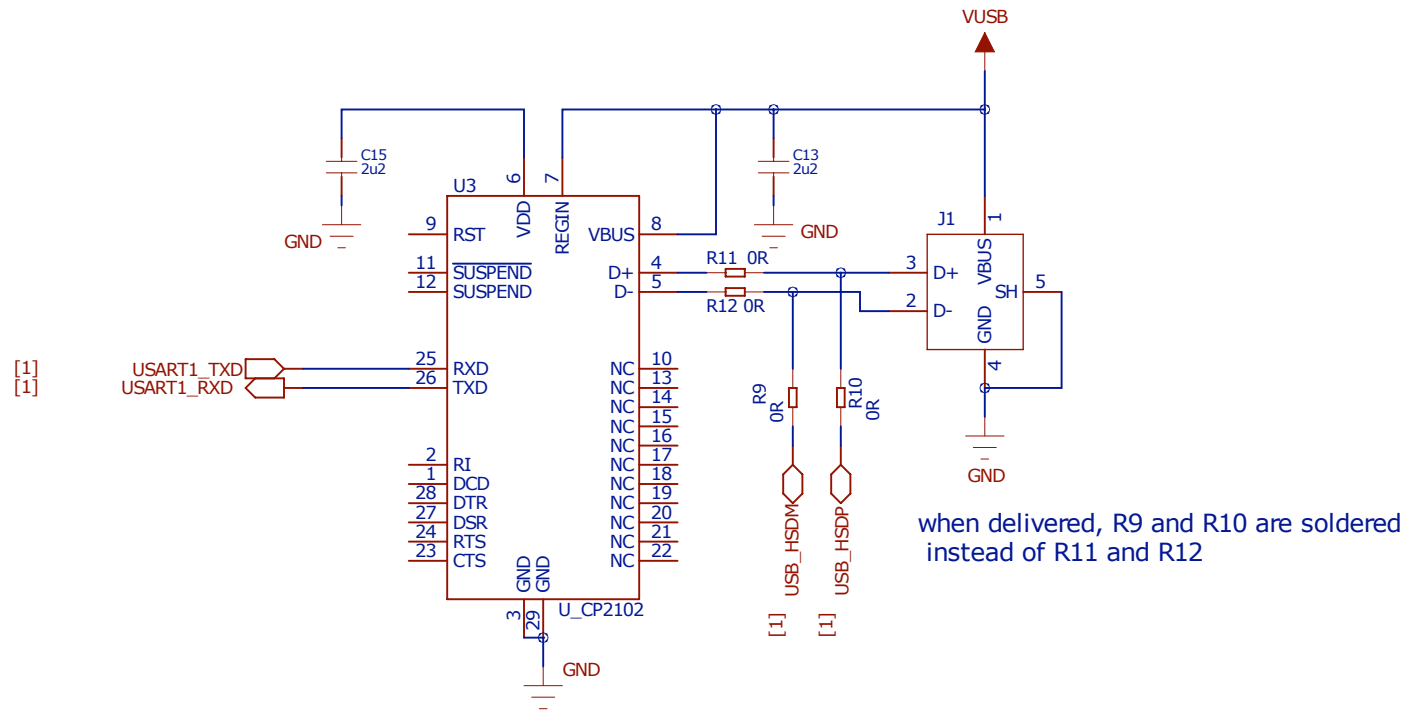 VUSB
C15
2u2
C13
2u2
GND
GND
U3
6
7
VDD
REGIN
9
RST
VBUS
8
11
SUSPEND
12
SUSPEND
D+
4
D-
5
R11 0R
R12 0R
J1
1
VBUS
3
D+
2
D-
SH
5
GND
4
GND
[1]
USART1_TXD
25
RXD
[1]
USART1_RXD
26
TXD
NC
10
NC
13
NC
14
NC
15
NC
16
NC
17
NC
18
NC
19
NC
20
NC
21
NC
22
2
RI
1
DCD
28
DTR
27
DSR
24
RTS
23
CTS
GND
GND
3
29
U_CP2102
GND
R9
0R
R10
0R
USB_HSDM
USB_HSDP
[1]
[1]
when delivered, R9 and R10 are soldered
instead of R11 and R12